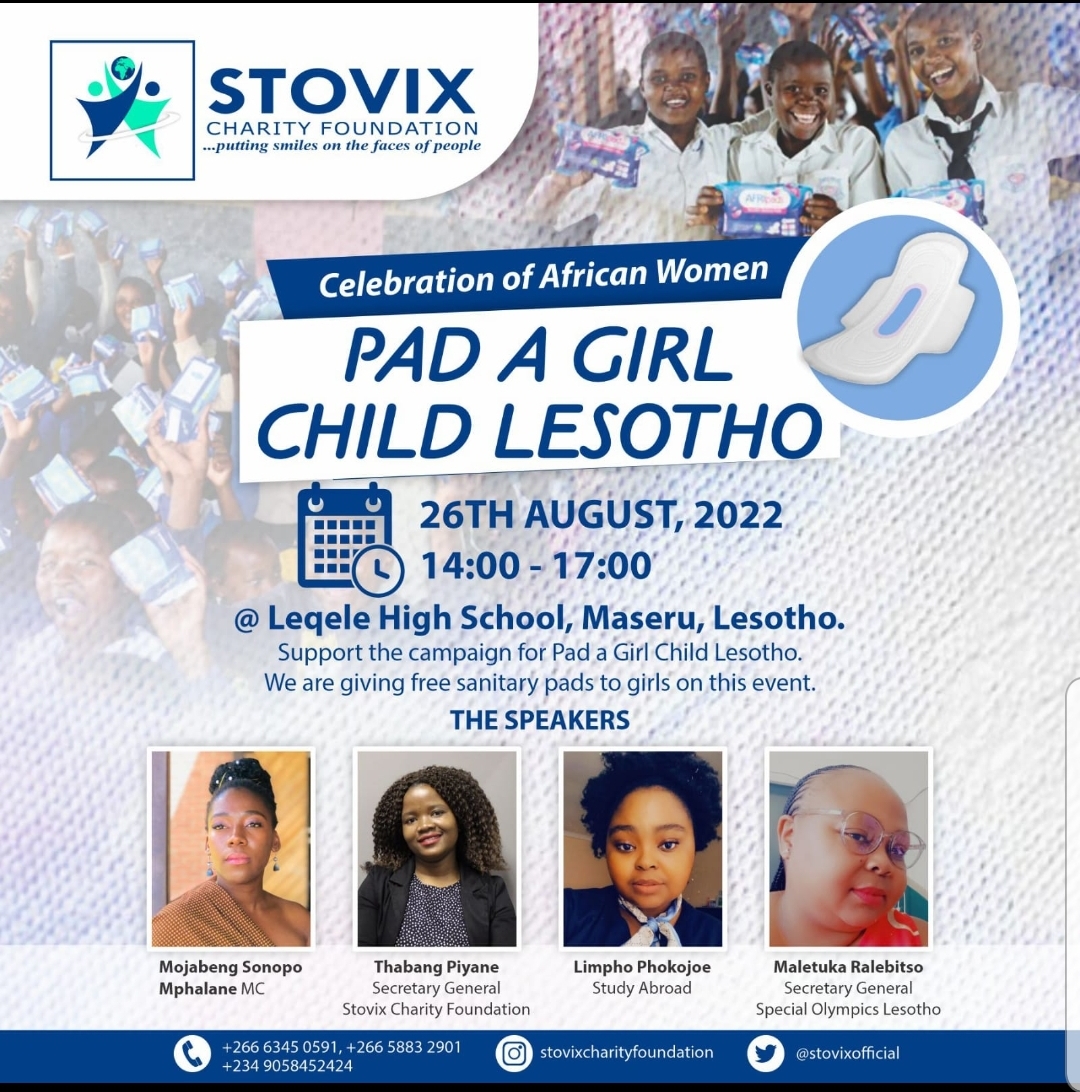 STOVIX
CHARITY FOUNDATION
...putting smiles on the faces of people
AFRIpads
Celebration of African Women
PAD A GIRL
CHILD LESOTHO
26TH AUGUST, 2022
14:00 - 17:00
@ Leqele High School, Maseru, Lesotho.
Support the campaign for Pad a Girl Child Lesotho.
We are giving free sanitary pads to girls on this event.
THE SPEAKERS
Mojabeng Sonopo
Mphalane MC
Thabang Piyane
Secretary General
Stovix Charity Foundation
Limpho Phokojoe
Study Abroad
Maletuka Ralebitso
Secretary General
Special Olympics Lesotho
+266 6345 0591, +266 5883 2901
+234 9058452424
stovixcharityfoundation
@stovixofficial